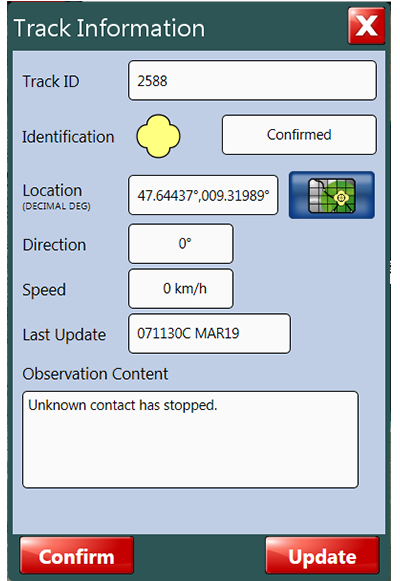 Track Information
X
Track ID
2588
Identification
Confirmed
Location
(DECIMAL DEG)
47.64437°,009.31989°
Direction
0°
Speed
0 km/h
Last Update
071130C MAR19
Observation Content
Unknown contact has stopped.
Confirm
Update